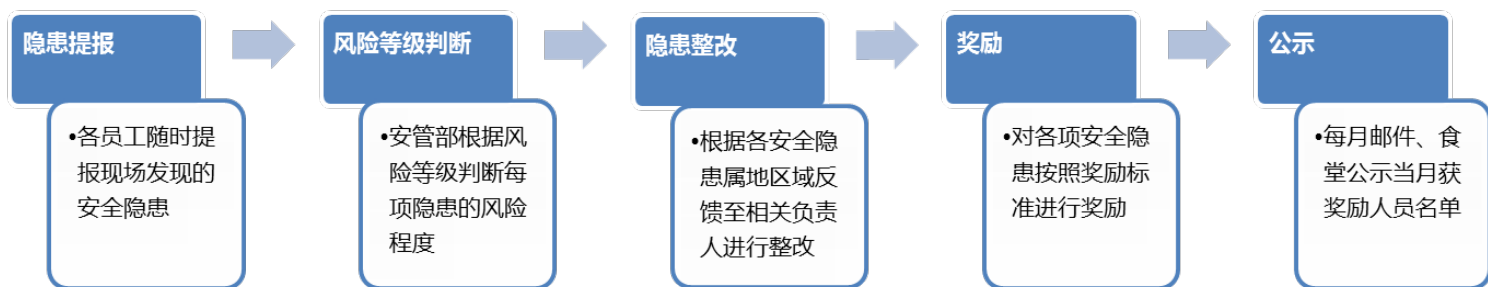 隐患提报
•各员工随时提
报现场发现的
安全隐患
风险等级判断
•安管部根据风
险等级判断每
项隐患的风险
程度
隐患整改
•根据各安全隐
患属地区域反
馈至相关负责
人进行整改
奖励
•对各项安全隐
患按照奖励标
准进行奖励
公示
•每月邮件、食
堂公示当月获
奖励人员名单